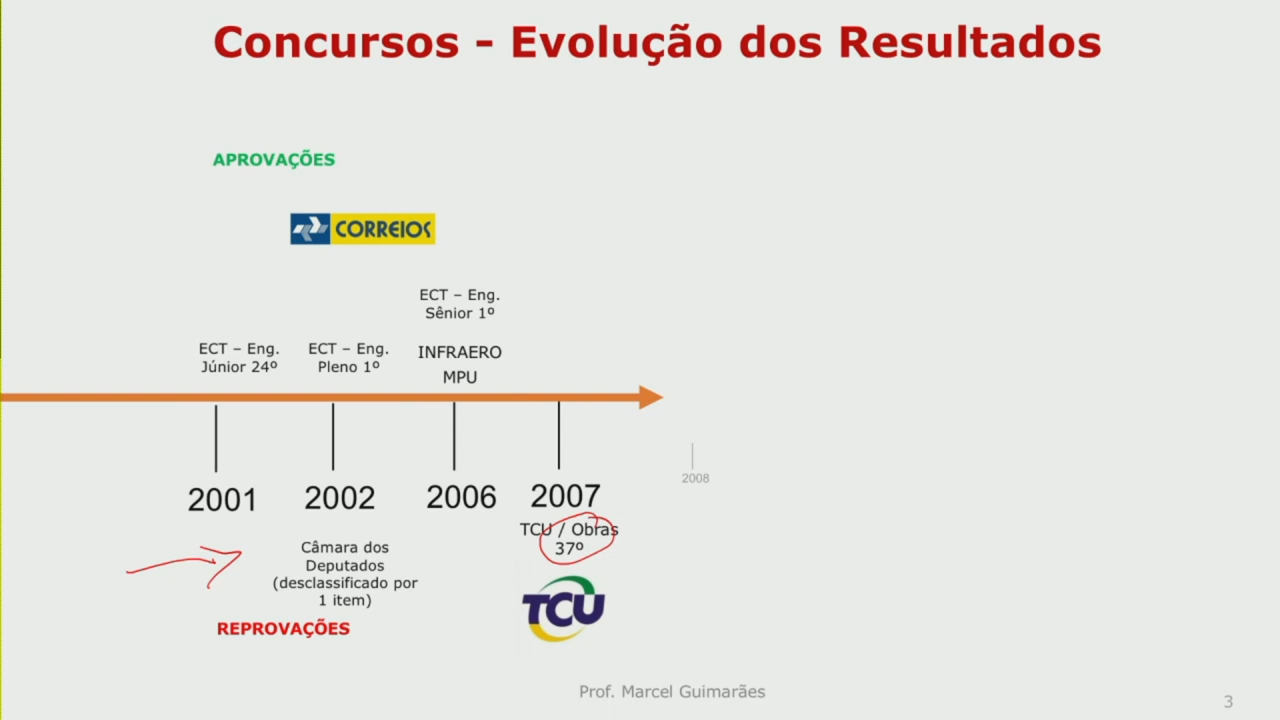 Concursos - Evolução dos Resultados
APROVAÇÕES
CORREIOS
ECT – Eng.
Sênior 1º
ECT – Eng.
Júnior 24º
ECT – Eng.
Pleno 1º
INFRAERO
MPU
2001
2002
2006
2007
2008
TCU / Obras
37º
Câmara dos
Deputados
(desclassificado por
1 item)
TCU
REPROVAÇÕES
Prof. Marcel Guimarães
3